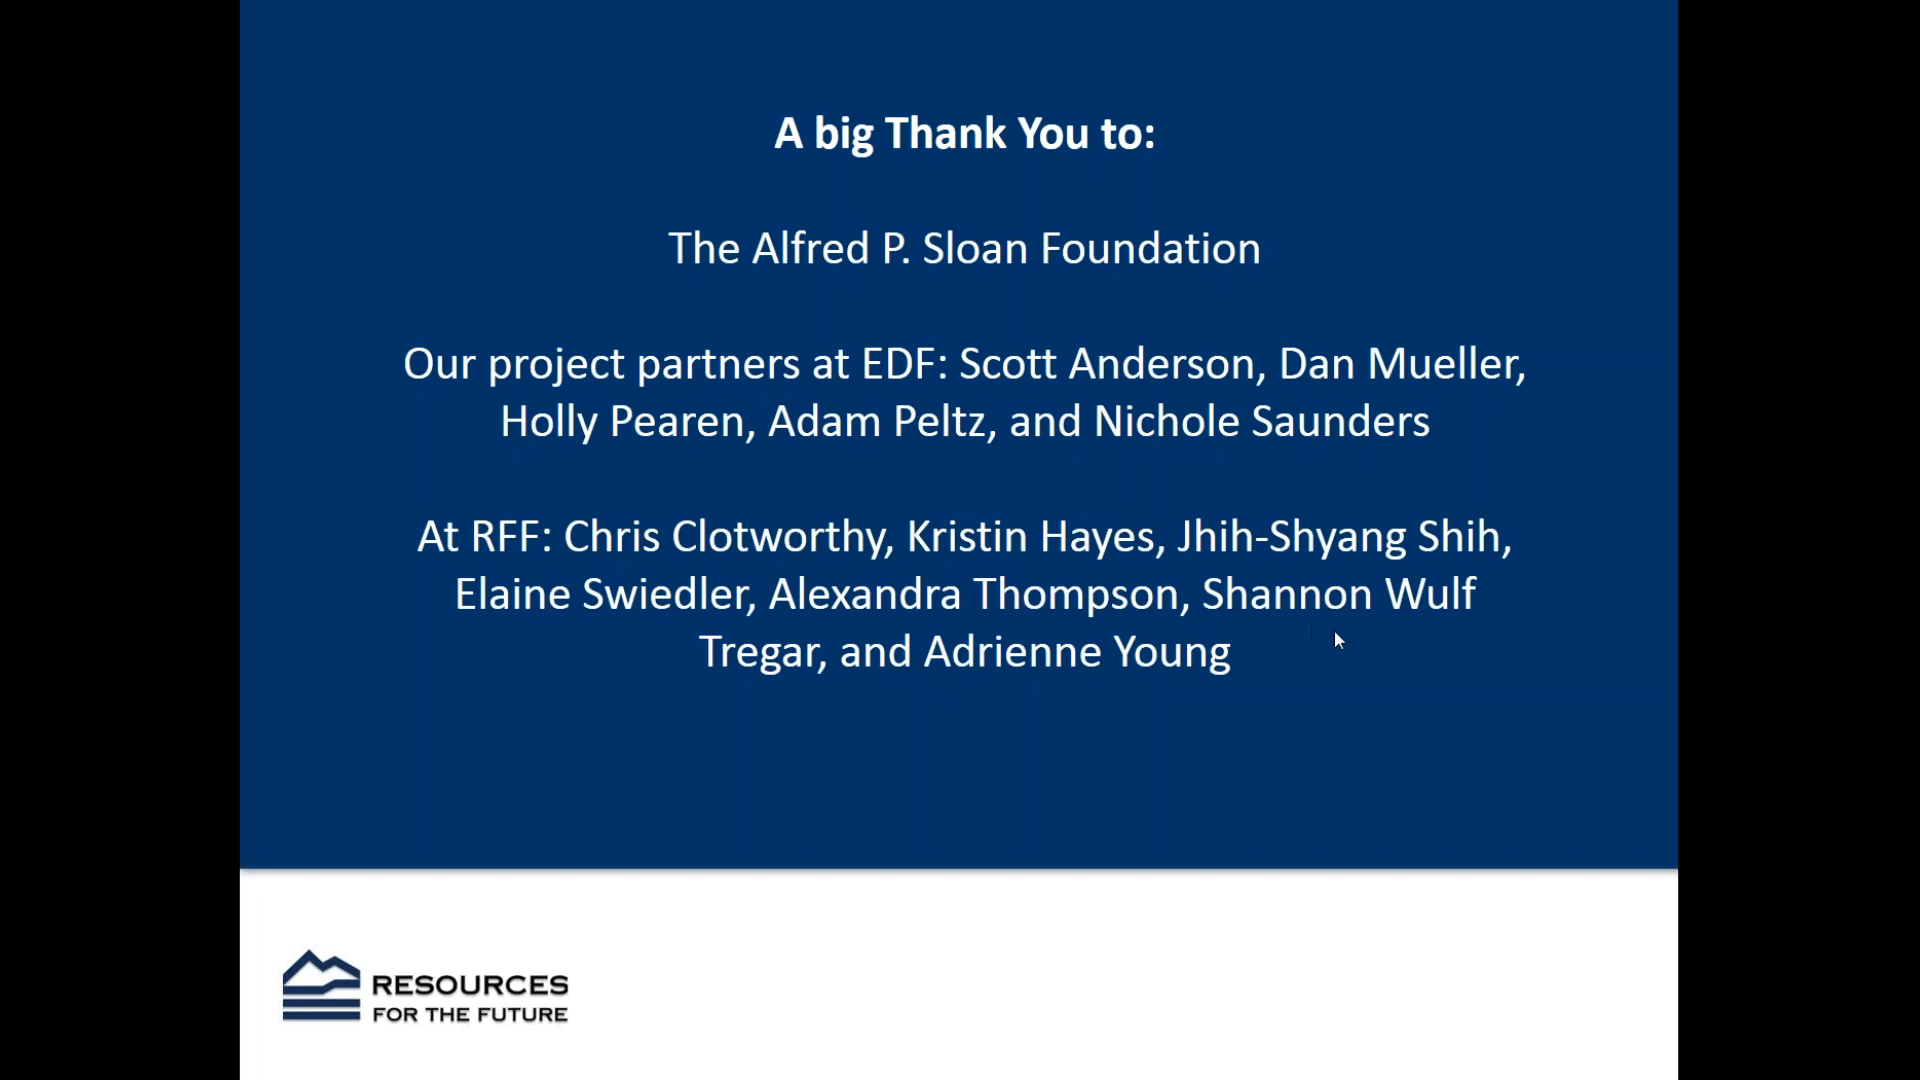 A big Thank You to:
The Alfred P. Sloan Foundation
Our project partners at EDF: Scott Anderson, Dan Mueller,
Holly Pearen, Adam Peltz, and Nichole Saunders
At RFF: Chris Clotworthy, Kristin Hayes, Jhih-Shyang Shih,
Elaine Swiedler, Alexandra Thompson, Shannon Wulf
Tregar, and Adrienne Young
RESOURCES
FOR THE FUTURE